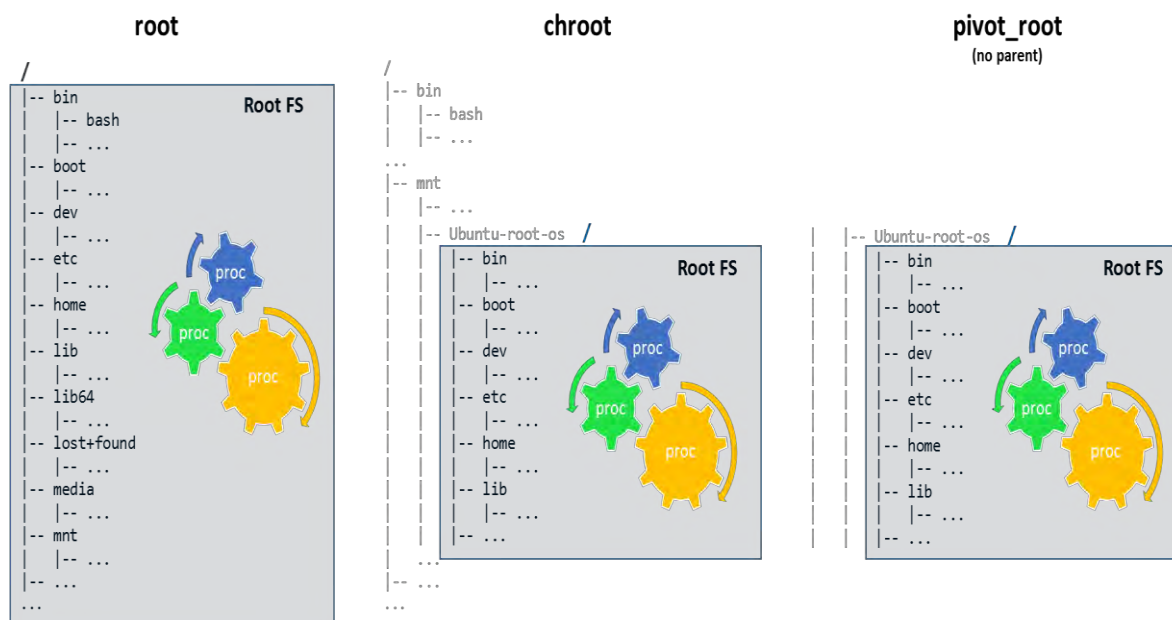 root
/
|-- bin
|   |-- bash
|   |-- ...
|-- boot
|   |-- ...
|-- dev
|   |-- ...
|-- etc
|   |-- ...
|-- home
|   |-- ...
|-- lib
|   |-- ...
|-- lib64
|   |-- ...
|-- lost+found
|   |-- ...
|-- media
|   |-- ...
|-- mnt
|   |-- ...
|-- ...
...
Root FS
proc
proc
proc
chroot
/
|-- bin
|   |-- bash
|   |-- ...
...
|-- mnt
|   |-- ...
|   |-- Ubuntu-root-os /
|   |   |-- bin
|   |   |   |-- ...
|   |   |-- boot
|   |   |   |-- ...
|   |   |-- dev
|   |   |   |-- ...
|   |   |-- etc
|   |   |   |-- ...
|   |   |-- home
|   |   |   |-- ...
|   |   |-- lib
|   |   |   |-- ...
|   |   |-- ...
|   ...
|-- ...
...
Root FS
proc
proc
proc
pivot_root
(no parent)
|   |-- Ubuntu-root-os /
|   |   |-- bin
|   |   |   |-- ...
|   |   |-- boot
|   |   |   |-- ...
|   |   |-- dev
|   |   |   |-- ...
|   |   |-- etc
|   |   |   |-- ...
|   |   |-- home
|   |   |   |-- ...
|   |   |-- lib
|   |   |   |-- ...
|   |   |-- ...
Root FS
proc
proc
proc